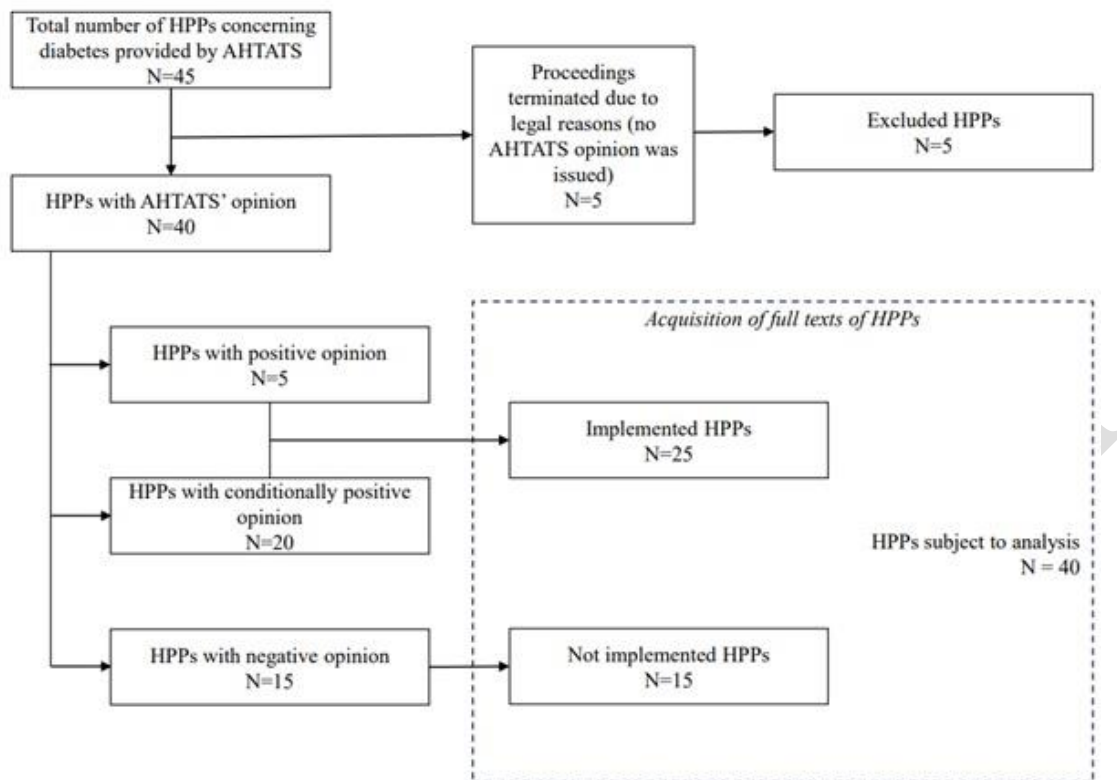 Total number of HPPs concerning
diabetes provided by AHTATS
N=45
Proceedings
terminated due to
legal reasons (no
AHTATS opinion was
issued)
N=5
Excluded HPPs
N=5
HPPs with AHTATS’ opinion
N=40
Acquisition of full texts of HPPs
HPPs with positive opinion
N=5
Implemented HPPs
N=25
HPPs with conditionally positive
opinion
N=20
HPPs subject to analysis
N = 40
HPPs with negative opinion
N=15
Not implemented HPPs
N=15